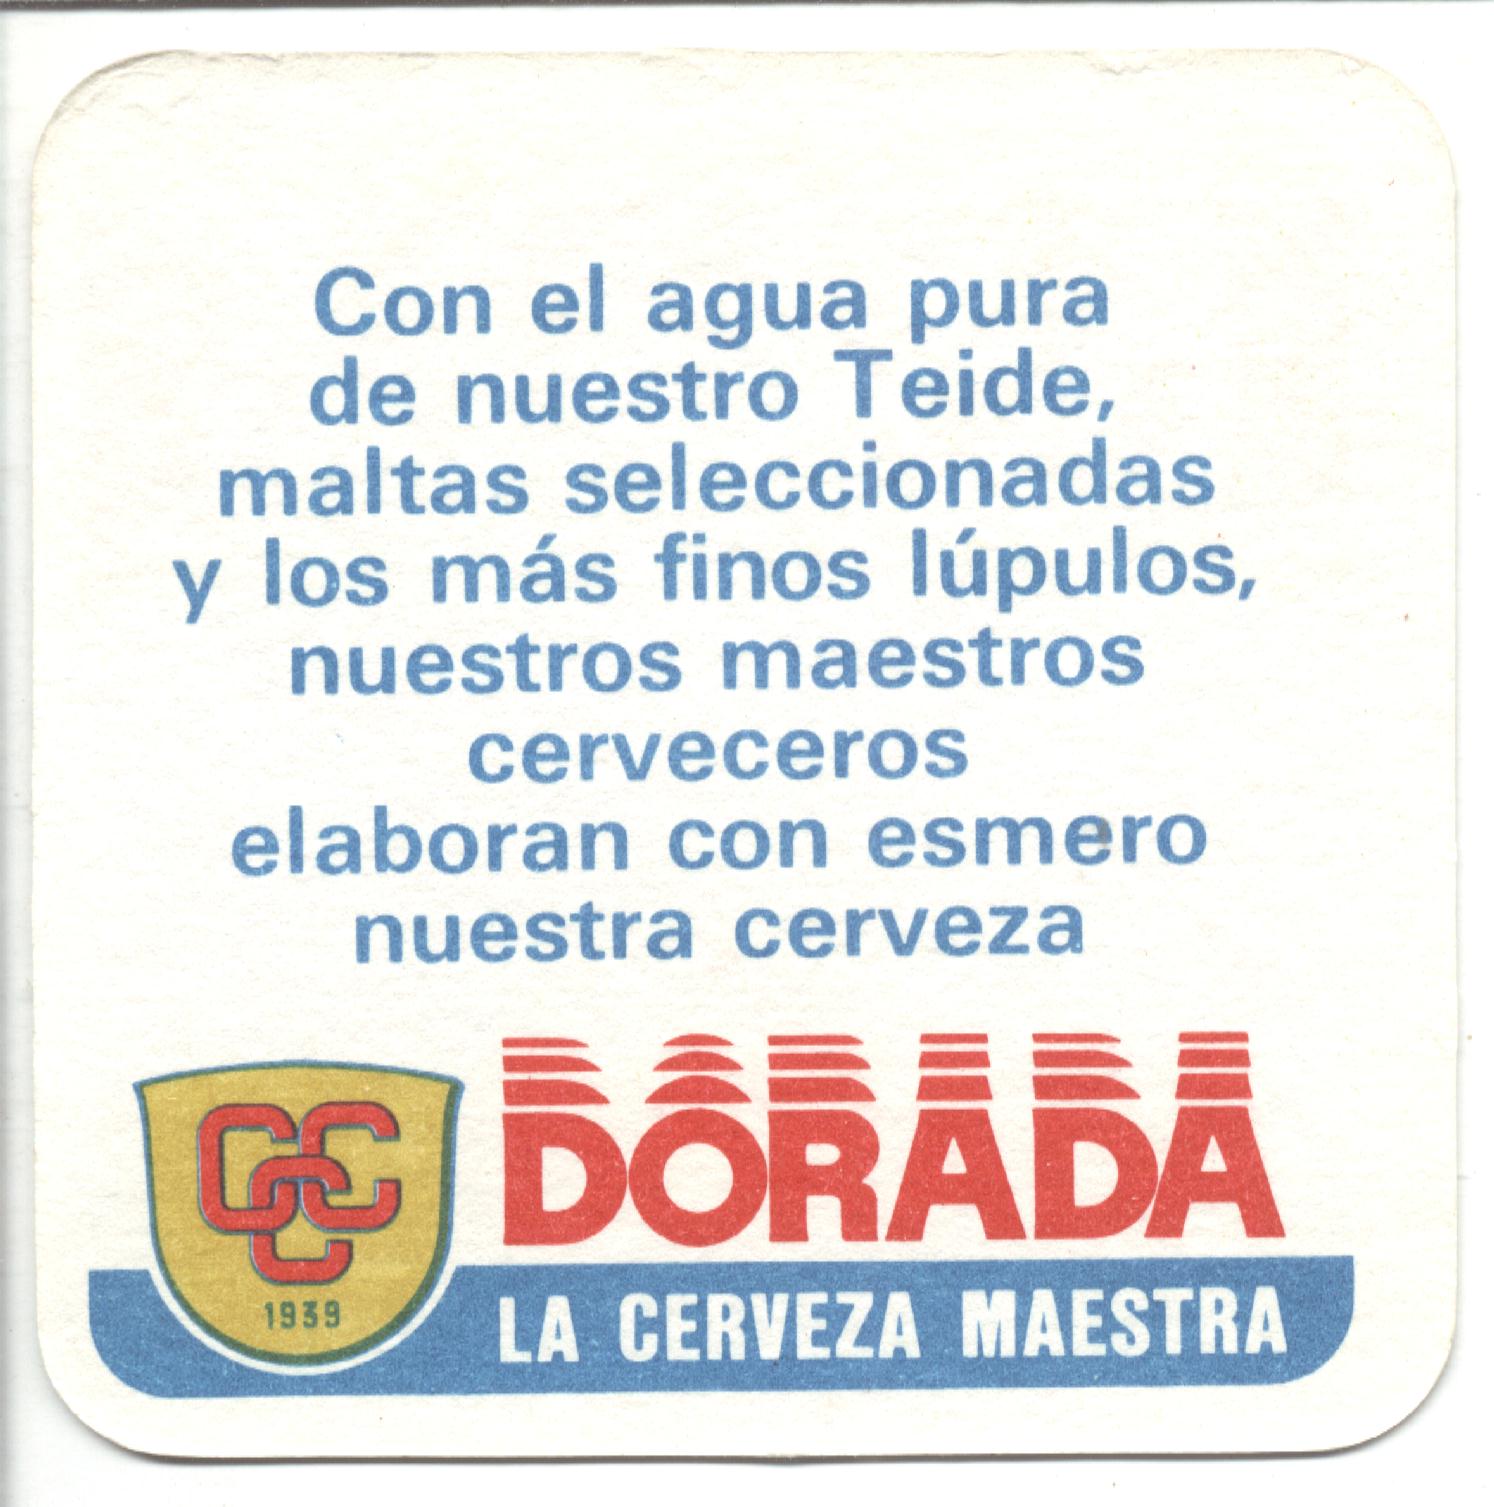 Con el agua pura
de nuestro Teide,
maltas seleccionadas
y los más finos lúpulos,
nuestros maestros
cerveceros
elaboran con esmero
nuestra cerveza
DORADA
CCC
1939
LA CERVEZA MAESTRA